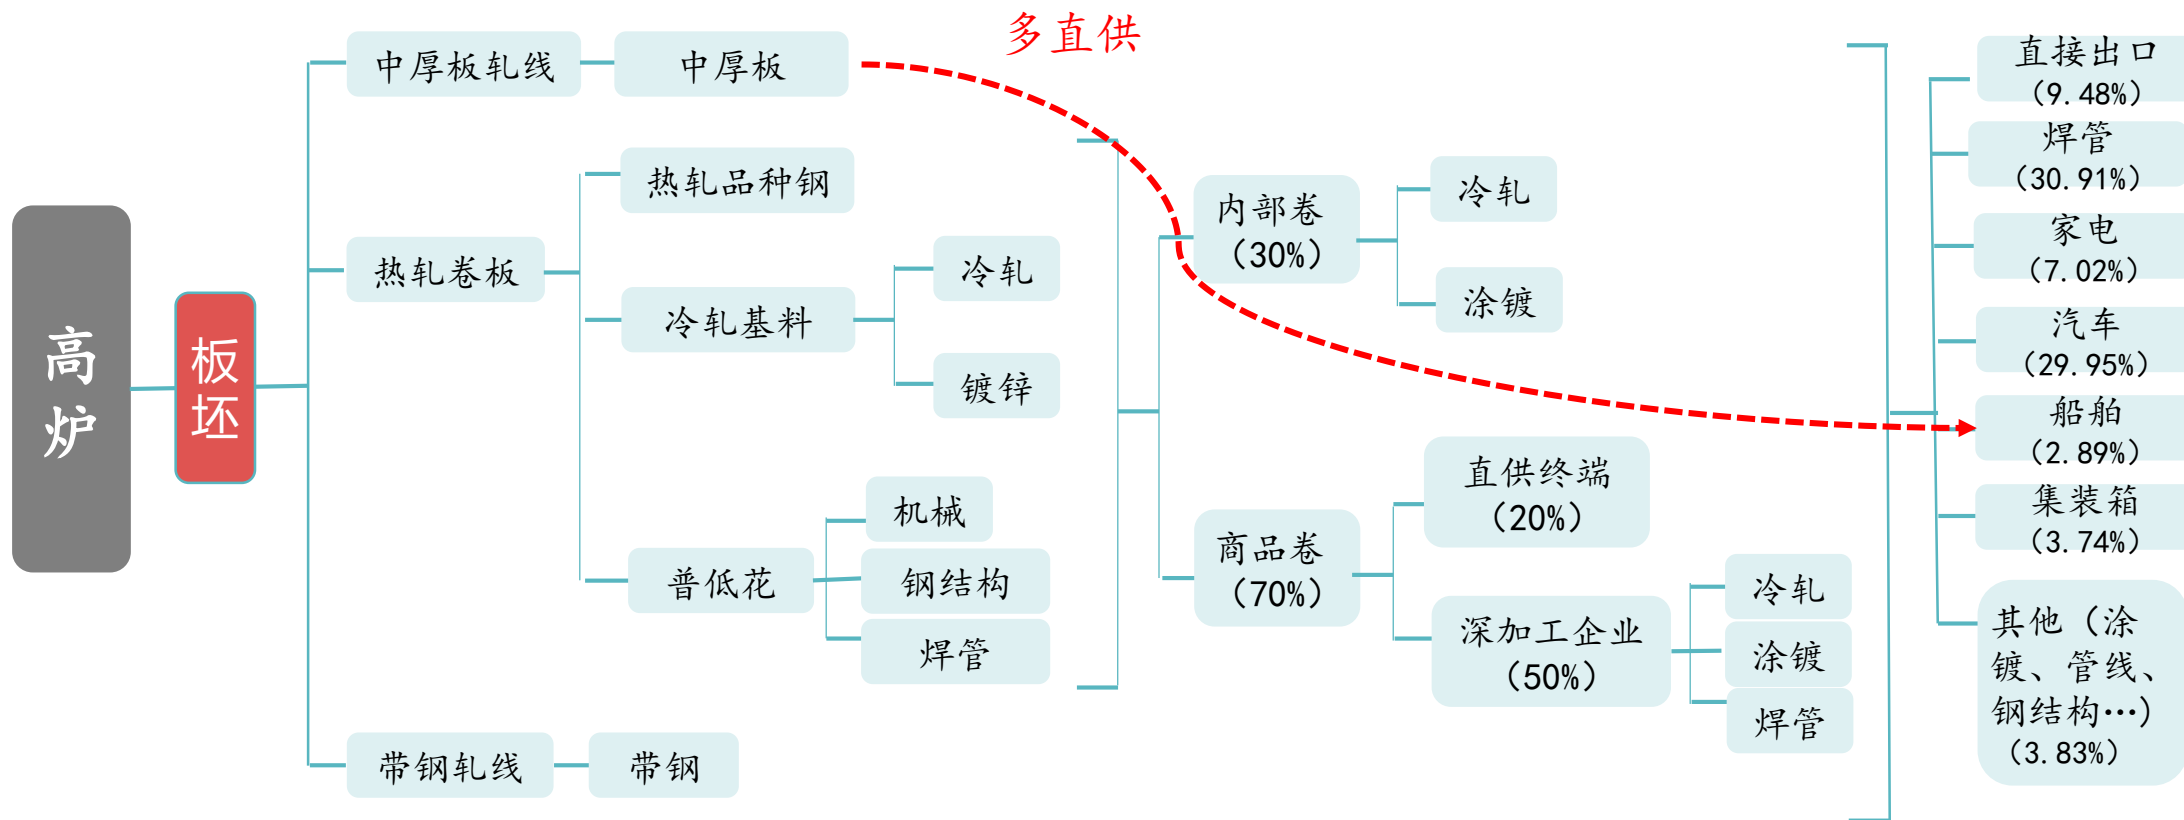 高
炉
板
坯
中厚板轧线
中厚板
热轧卷板
带钢轧线
带钢
热轧品种钢
冷轧基料
冷轧
镀锌
普低花
机械
钢结构
焊管
多直供
内部卷
（30%）
冷轧
涂镀
商品卷
（70%）
直供终端
（20%）
深加工企业
（50%）
冷轧
涂镀
焊管
直接出口
（9.48%）
焊管
（30.91%）
家电
（7.02%）
汽车
（29.95%）
船舶
（2.89%）
集装箱
（3.74%）
其他（涂
镀、管线、
钢结构…）
（3.83%）